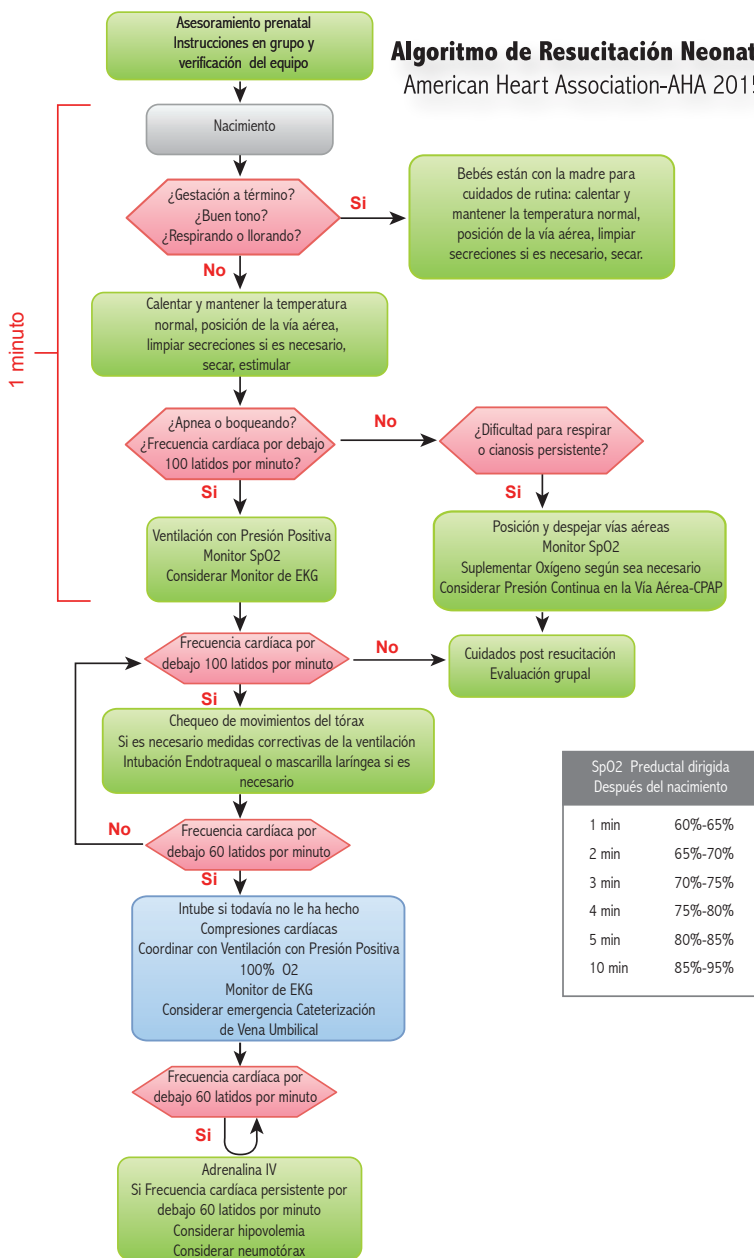 Asesoramiento prenatal
Instrucciones en grupo y
verificación del equipo
Algoritmo de Resucitación Neonat
American Heart Association-AHA 201
Nacimiento
1 minuto
¿Gestación a término?
¿Buen tono?
¿Respirando o llorando?
Si
Bebés están con la madre para
cuidados de rutina: calentar y
mantener la temperatura normal,
posición de la vía aérea, limpiar
secreciones si es necesario, secar.
No
Calentar y mantener la temperatura
normal, posición de la vía aérea,
limpiar secreciones si es necesario,
secar, estimular
¿Apnea o boqueando?
¿Frecuencia cardíaca por debajo
100 latidos por minuto?
No
¿Dificultad para respirar
o cianosis persistente?
Si
Si
Ventilación con Presión Positiva
Monitor SpO2
Considerar Monitor de EKG
Posición y despejar vías aéreas
Monitor SpO2
Suplementar Oxígeno según sea necesario
Considerar Presión Continua en la Vía Aérea-CPAP
Frecuencia cardíaca por
debajo 100 latidos por minuto
No
Cuidados post resucitación
Evaluación grupal
Si
Chequeo de movimientos del tórax
Si es necesario medidas correctivas de la ventilación
Intubación Endotraqueal o mascarilla laríngea si es
necesario
No
Frecuencia cardíaca por
debajo 60 latidos por minuto
Si
Intube si todavía no le ha hecho
Compresiones cardíacas
Coordinar con Ventilación con Presión Positiva
100% O2
Monitor de EKG
Considerar emergencia Cateterización
de Vena Umbilical
Frecuencia cardíaca por
debajo 60 latidos por minuto
Si
Adrenalina IV
Si Frecuencia cardíaca persistente por
debajo 60 latidos por minuto
Considerar hipovolemia
Considerar neumotórax
SpO2 Preductal dirigida
Después del nacimiento
1 min 60%-65%
2 min 65%-70%
3 min 70%-75%
4 min 75%-80%
5 min 80%-85%
10 min 85%-95%